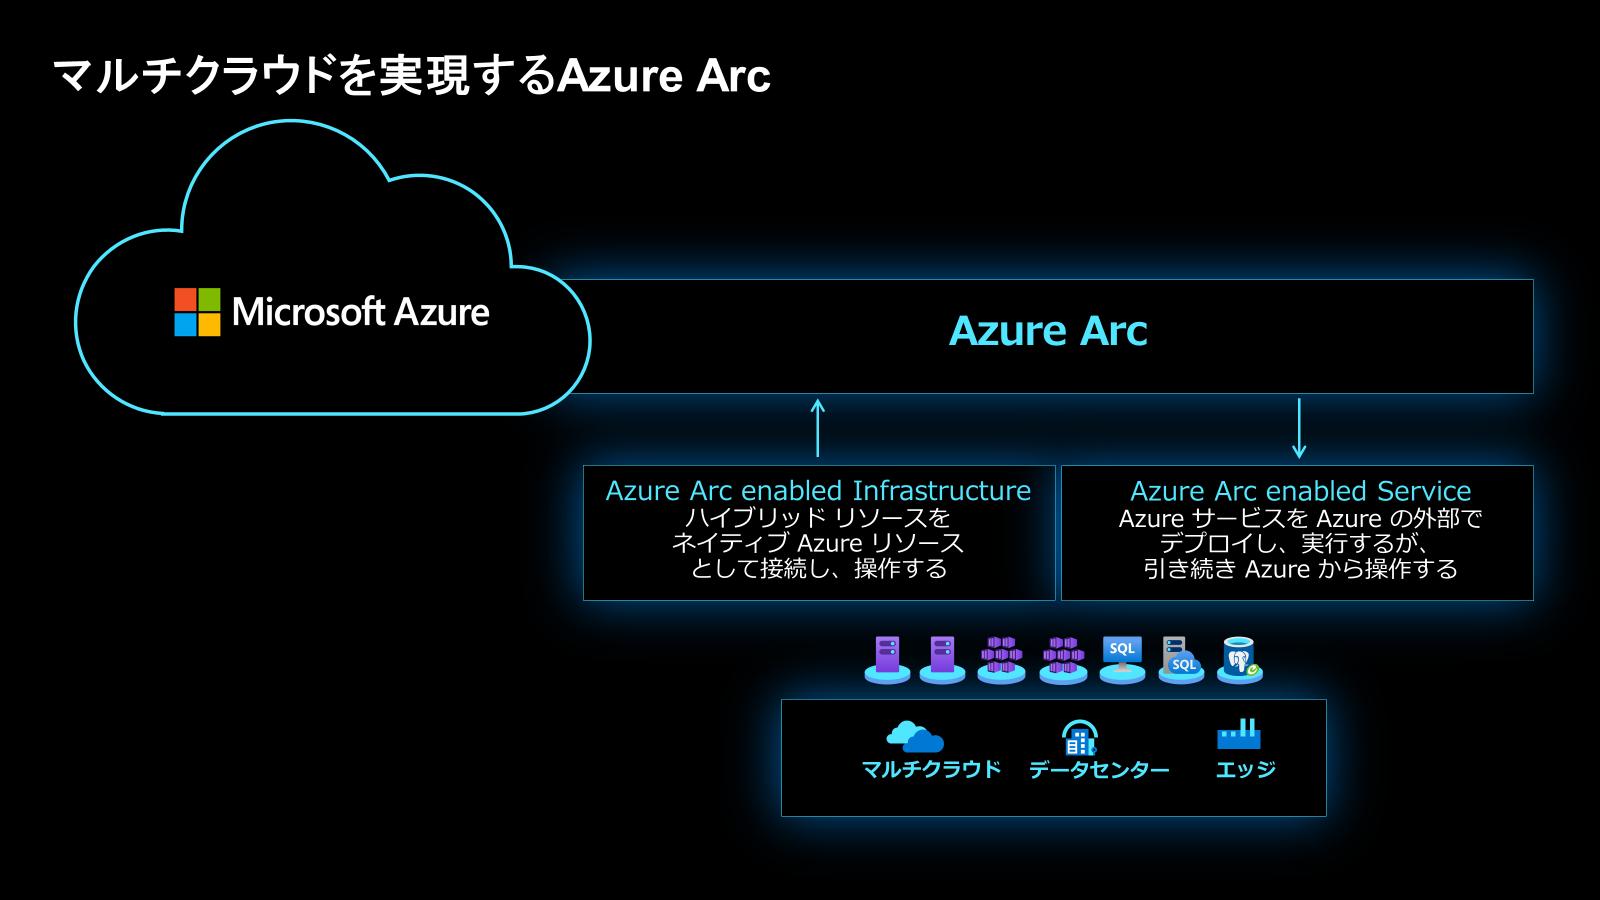 マルチクラウドを実現するAzure Arc
Microsoft Azure
Azure Arc
Azure Arc enabled Infrastructure
ハイブリッド リソースを
ネイティブ Azure リソース
として接続し、操作する
Azure Arc enabled Service
Azure サービスを Azure の外部で
デプロイし、実行するが、
引き続き Azure から操作する
SQL
SQL
マルチクラウド
データセンター
エッジ